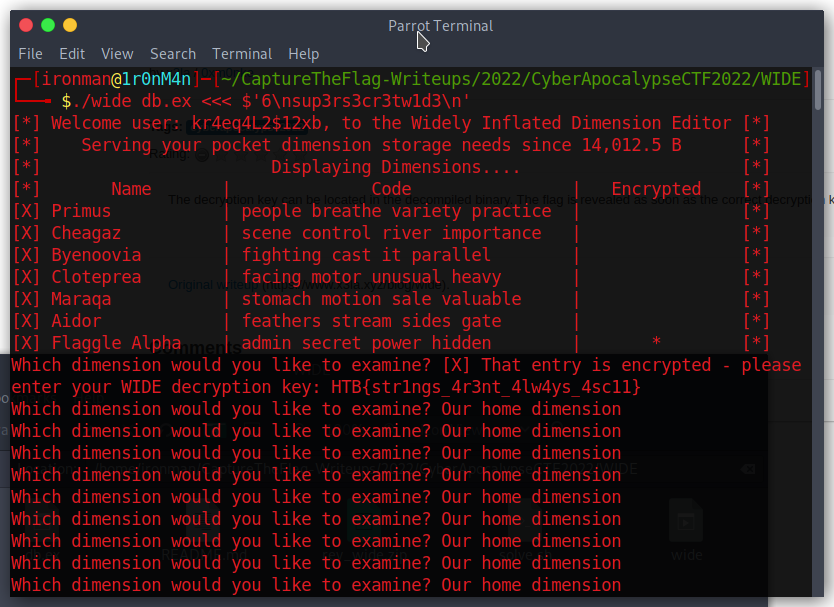 Parrot Terminal
File Edit View Search Terminal Help
┌─[ironman@1r0nM4n]─[~/CaptureTheFlag-Writeups/2022/CyberApocalypseCTF2022/WIDE]
└──╼ $./wide db.ex <<< $'6\nsup3rs3cr3tw1d3\n'
[*] Welcome user: kr4eq4L2$12xb, to the Widely Inflated Dimension Editor [*]
[*]    Serving your pocket dimension storage needs since 14,012.5 B      [*]
[*]                       Displaying Dimensions....                      [*]
[*]       Name       |              Code                |   Encrypted    [*]
[X] Primus           | people breathe variety practice  |                [*]
[X] Cheagaz          | scene control river importance   |                [*]
[X] Byenoovia        | fighting cast it parallel        |                [*]
[X] Cloteprea        | facing motor unusual heavy       |                [*]
[X] Maraqa           | stomach motion sale valuable     |                [*]
[X] Aidor            | feathers stream sides gate       |                [*]
[X] Flaggle Alpha    | admin secret power hidden        |       *        [*]
Which dimension would you like to examine? [X] That entry is encrypted - please
enter your WIDE decryption key: HTB{str1ngs_4r3nt_4lw4ys_4sc11}
Which dimension would you like to examine? Our home dimension
Which dimension would you like to examine? Our home dimension
Which dimension would you like to examine? Our home dimension
Which dimension would you like to examine? Our home dimension
Which dimension would you like to examine? Our home dimension
Which dimension would you like to examine? Our home dimension
Which dimension would you like to examine? Our home dimension
Which dimension would you like to examine? Our home dimension
Which dimension would you like to examine? Our home dimension
README.md
wide